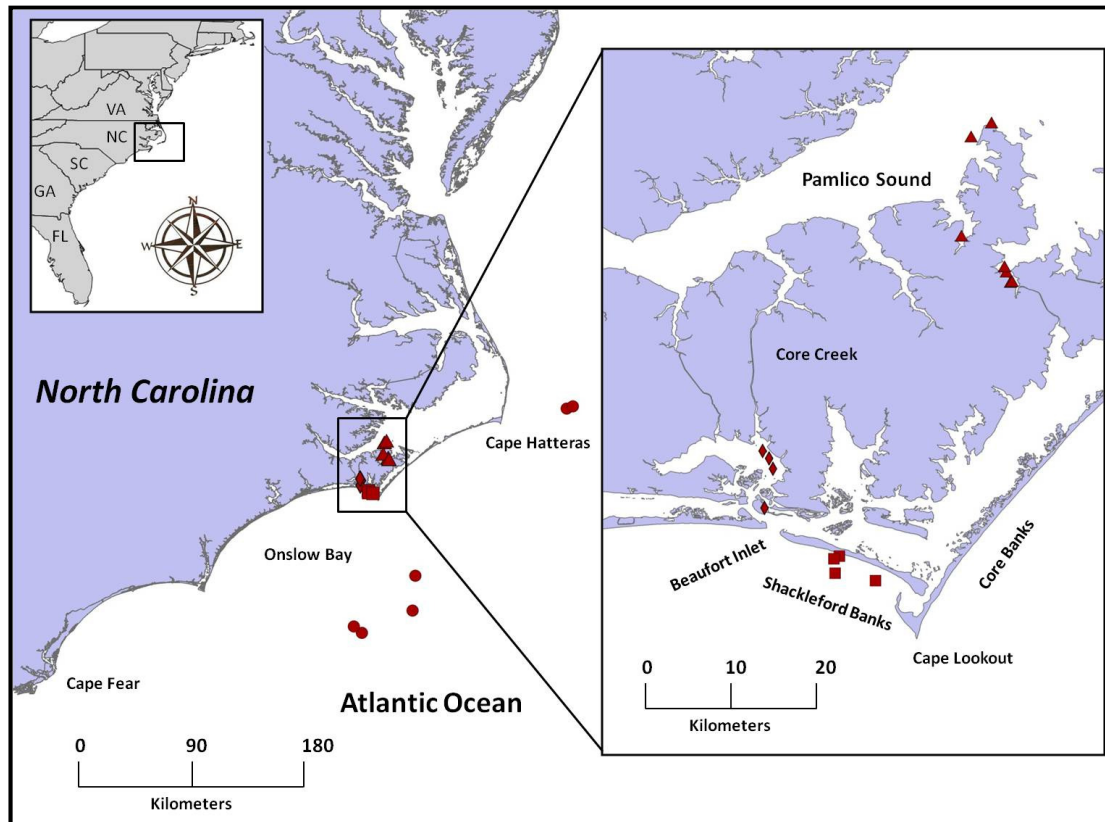 VA
NC
SC
GA
FL
N
W
E
S
North Carolina
Cape Hatteras
Onslow Bay
Cape Fear
Atlantic Ocean
0 90 180
Kilometers
Pamlico Sound
Core Creek
Beaufort Inlet
Shackleford Banks
Core Banks
Cape Lookout
0 10 20
Kilometers